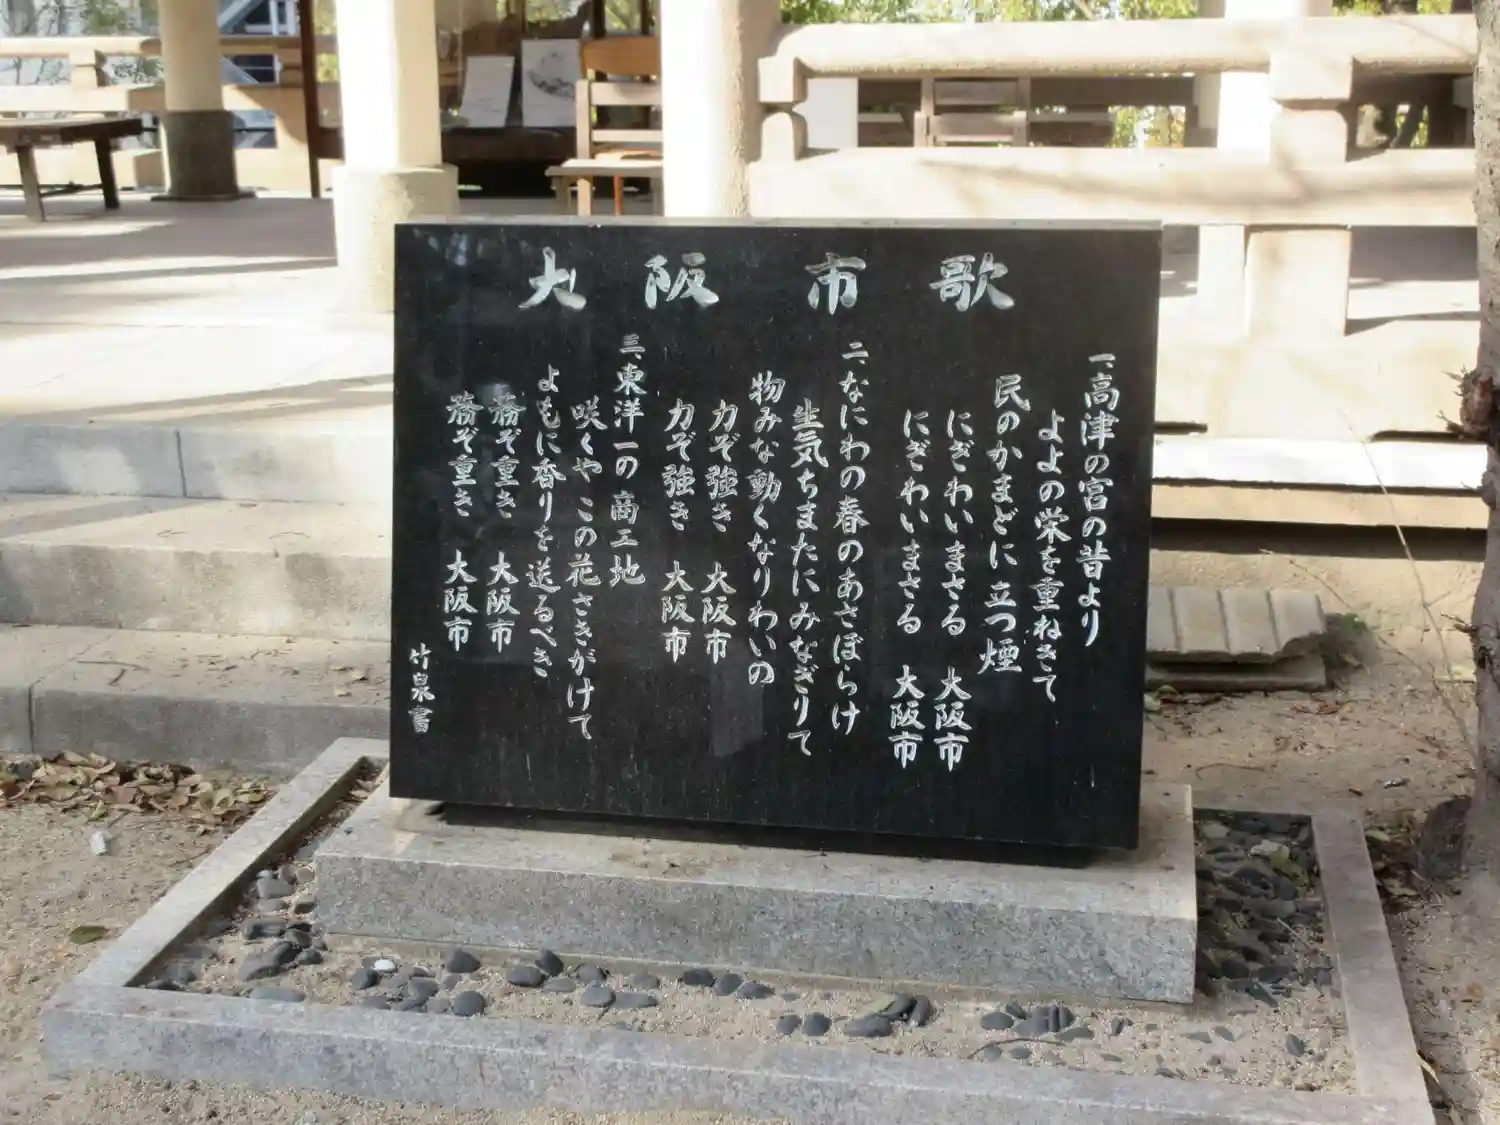 大阪市歌
一、高津の宮の昔より
よよの栄を重ねきて
民のかまどに立つ煙
にぎわいまさる 大阪市
にぎわいまさる 大阪市
二、なにわの春のあさぼらけ
生気ちまたにみなぎりて
物みな動くなりわいの
力ぞ強き 大阪市
力ぞ強き 大阪市
三、東洋一の商工地
咲くやこの花さきがけて
よもに香りを送るべき
務ぞ重き 大阪市
務ぞ重き 大阪市
竹泉書